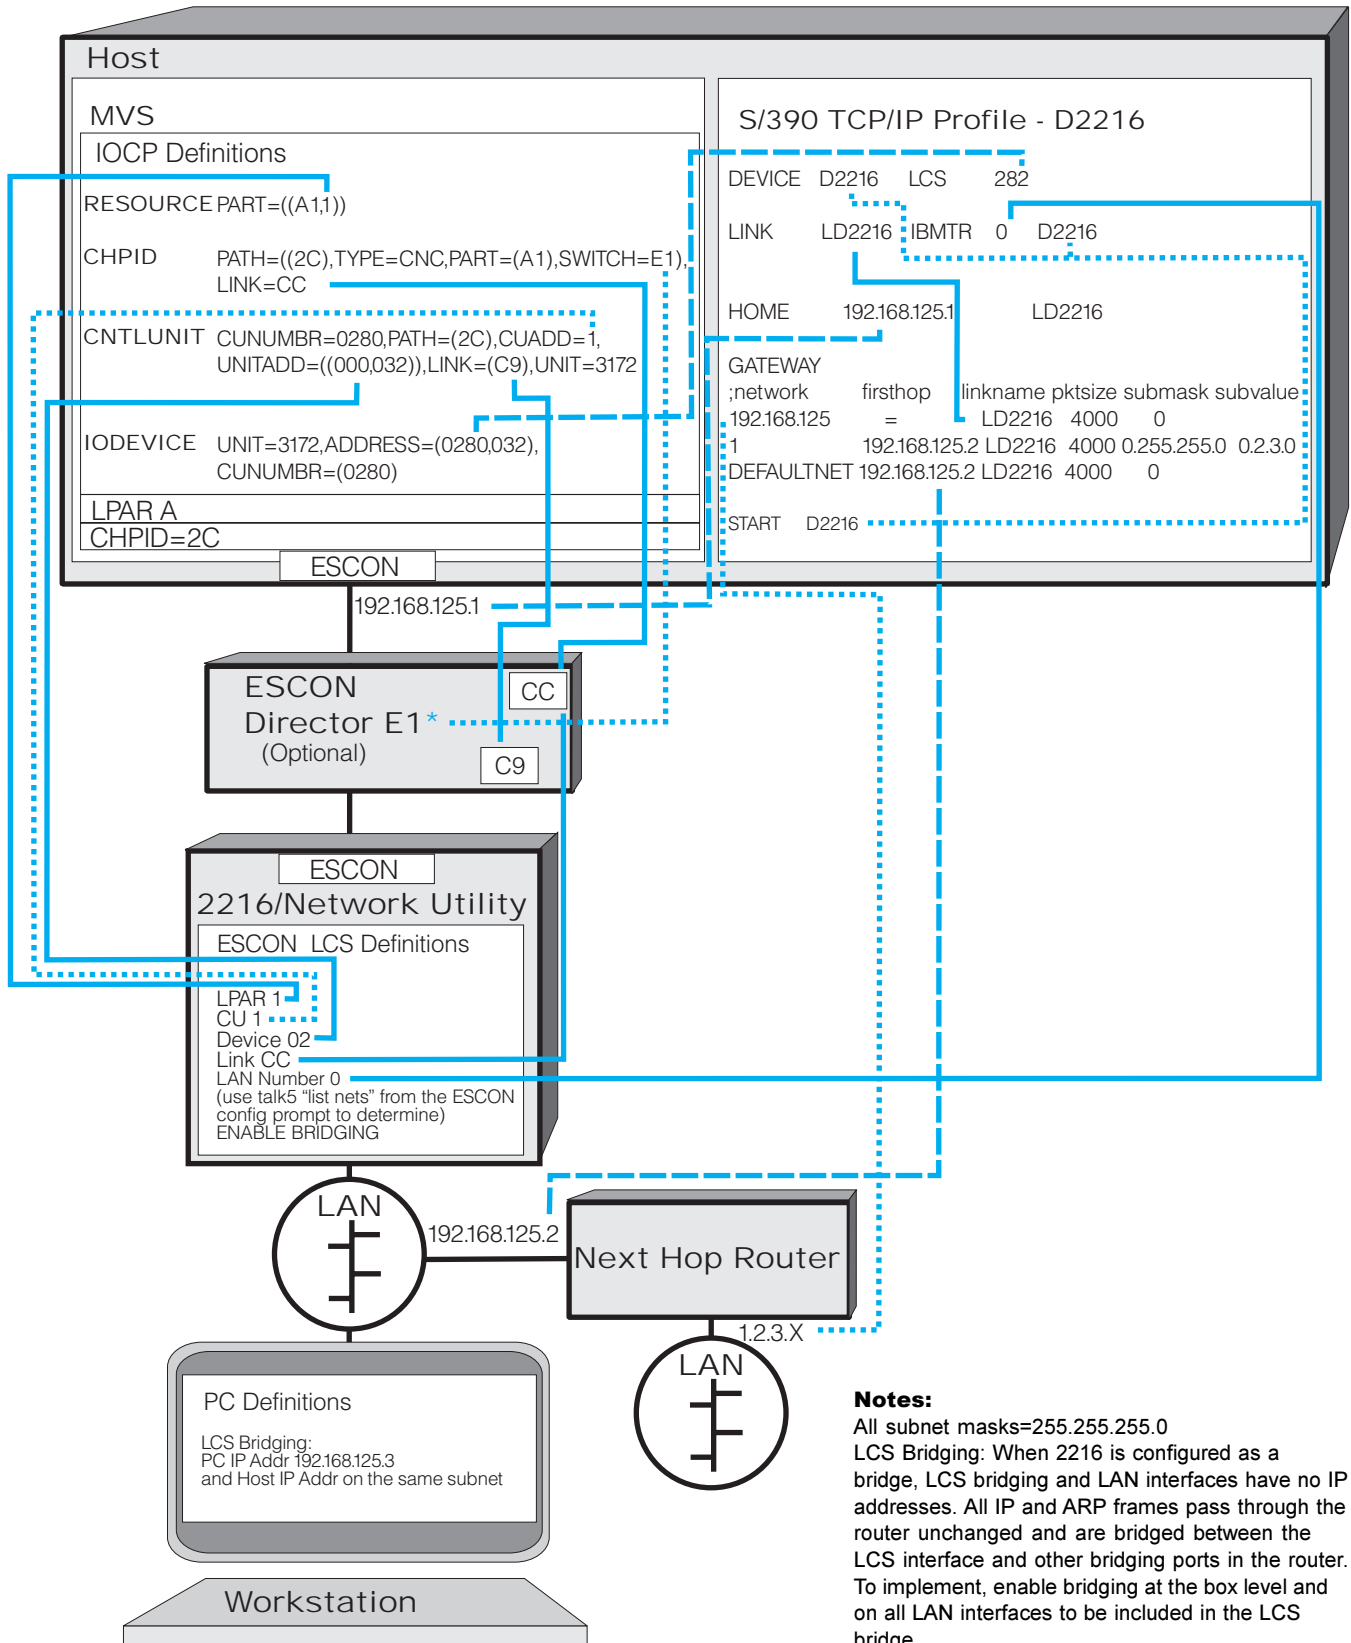 Host
MVS
IOCP Definitions
RESOURCE PART=((A1,1))
CHPID PATH=((2C),TYPE=CNC,PART=(A1),SWITCH=E1),
LINK=CC
CNTLUNIT CUNUMBR=0280,PATH=(2C),CUADD=1,
UNITADD=((000,032)),LINK=(C9),UNIT=3172
IODEVICE UNIT=3172,ADDRESS=(0280,032),
CUNUMBR=(0280)
LPAR A
CHPID=2C
ESCON
S/390 TCP/IP Profile - D2216
DEVICE D2216 LCS 282
LINK LD2216 IBMTR 0 D2216
HOME 192.168.125.1 LD2216
GATEWAY
;network firsthop linkname pktsize submask subvalue
192.168.125 = LD2216 4000 0
1 192.168.125.2 LD2216 4000 0.255.255.0 0.2.3.0
DEFAULTNET 192.168.125.2 LD2216 4000 0
START D2216
192.168.125.1
ESCON
Director E1*
(Optional)
CC
C9
ESCON
2216/Network Utility
ESCON LCS Definitions
LPAR 1
CU 1
Device 02
Link CC
LAN Number 0
(use talk5 “list nets” from the ESCON
config prompt to determine)
ENABLE BRIDGING
LAN
192.168.125.2
Next Hop Router
1.2.3.X
LAN
PC Definitions
LCS Bridging:
PC IP Addr 192.168.125.3
and Host IP Addr on the same subnet
Workstation
Notes:
All subnet masks=255.255.255.0
LCS Bridging: When 2216 is configured as a
bridge, LCS bridging and LAN interfaces have no IP
addresses. All IP and ARP frames pass through the
router unchanged and are bridged between the
LCS interface and other bridging ports in the router.
To implement, enable bridging at the box level and
on all LAN interfaces to be included in the LCS
bridge